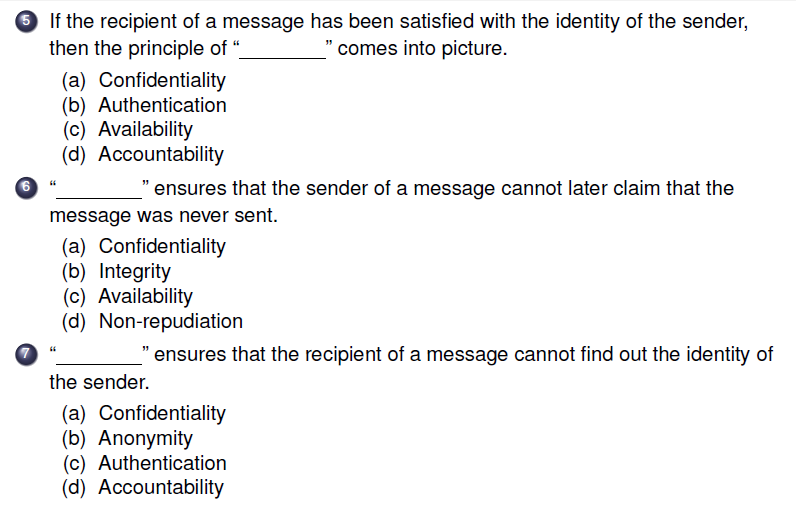 5 If the recipient of a message has been satisfied with the identity of the sender,
then the principle of “________” comes into picture.
(a) Confidentiality
(b) Authentication
(c) Availability
(d) Accountability
6 “________” ensures that the sender of a message cannot later claim that the
message was never sent.
(a) Confidentiality
(b) Integrity
(c) Availability
(d) Non-repudiation
7 “________” ensures that the recipient of a message cannot find out the identity of
the sender.
(a) Confidentiality
(b) Anonymity
(c) Authentication
(d) Accountability